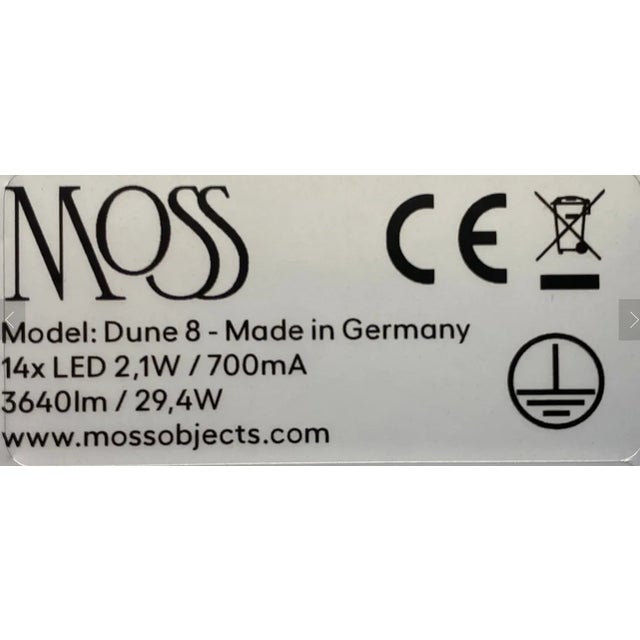 MOSS
CE
Model: Dune 8 - Made in Germany
14x LED 2,1W / 700mA
3640lm / 29,4W
www.mossobjects.com